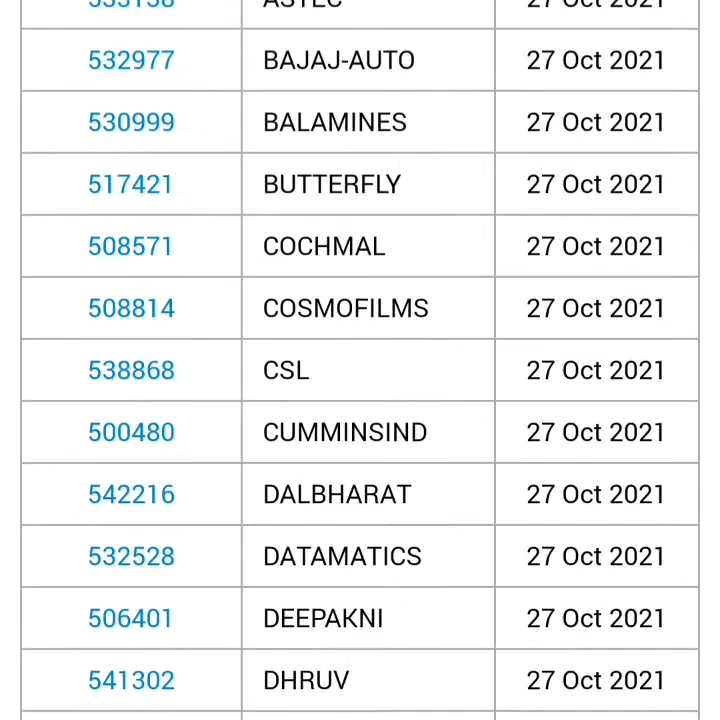 532977 BAJAJ-AUTO 27 Oct 2021
530999 BALAMINES 27 Oct 2021
517421 BUTTERFLY 27 Oct 2021
508571 COCHMAL 27 Oct 2021
508814 COSMOFILMS 27 Oct 2021
538868 CSL 27 Oct 2021
500480 CUMMINSIND 27 Oct 2021
542216 DALBHARAT 27 Oct 2021
532528 DATAMATICS 27 Oct 2021
506401 DEEPAKNI 27 Oct 2021
541302 DHRUV 27 Oct 2021